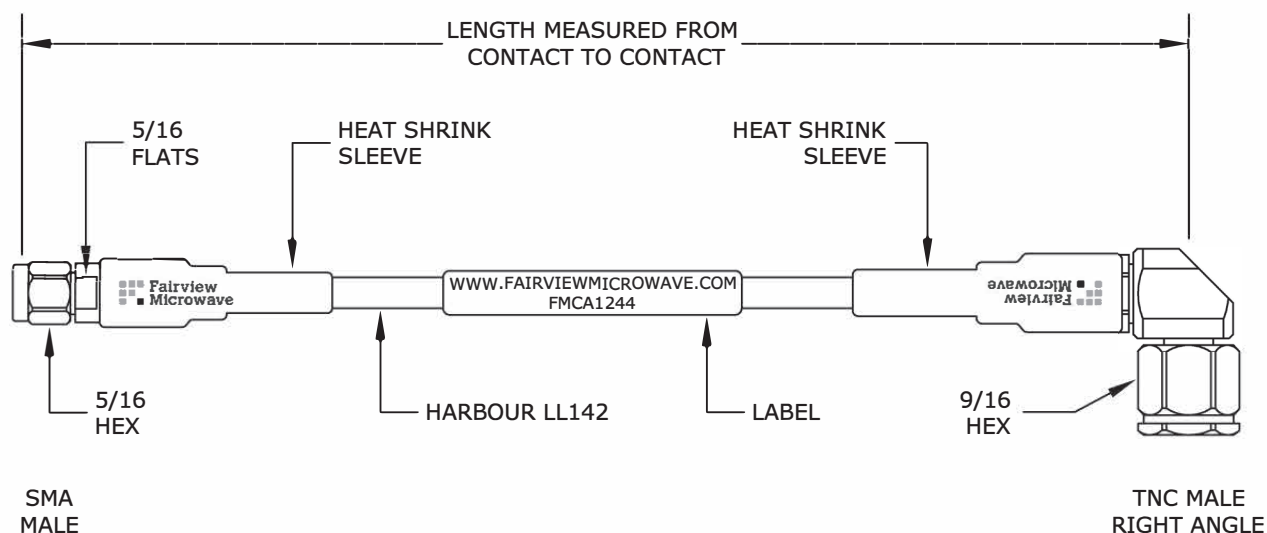 LENGTH MEASURED FROM
CONTACT TO CONTACT
5/16
FLATS
HEAT SHRINK
SLEEVE
HEAT SHRINK
SLEEVE
Fairview
Microwave
WWW.FAIRVIEWMICROWAVE.COM
FMCA1244
Fairview
Microwave
5/16
HEX
HARBOUR LL142
LABEL
9/16
HEX
SMA
MALE
TNC MALE
RIGHT ANGLE